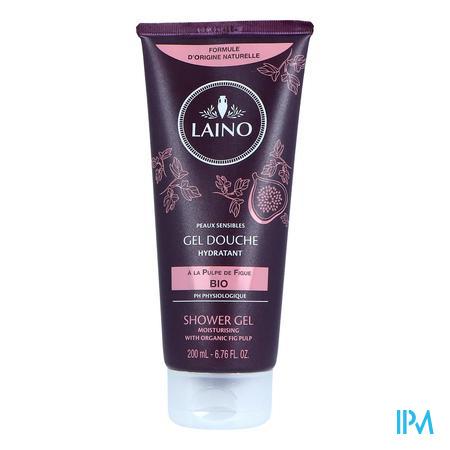 FORMULE
D'ORIGINE NATURELLE
LAINO
PEAUX SENSIBLES
GEL DOUCHE
HYDRATANT
À LA PULPE DE FIGUE
BIO
PH PHYSIOLOGIQUE
SHOWER GEL
MOISTURISING
WITH ORGANIC FIG PULP
200 mL - 6.76 FL. OZ.
IPM